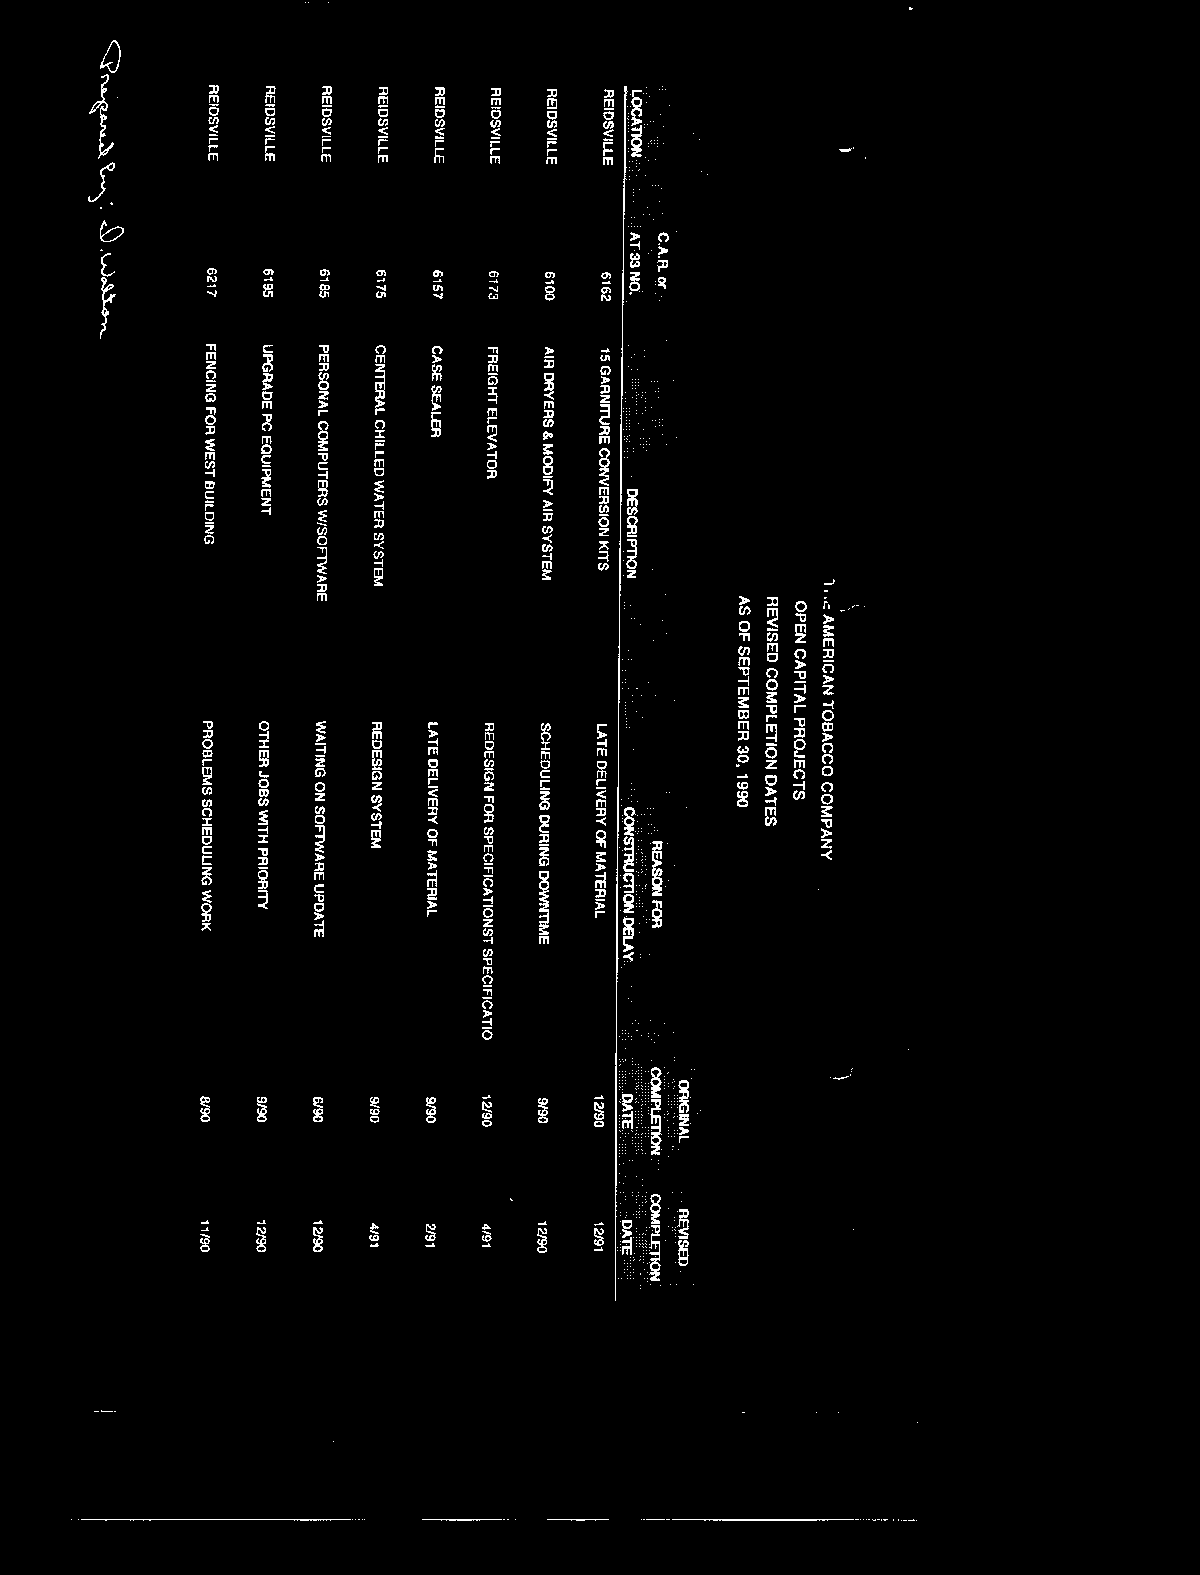 THE AMERICAN TOBACCO COMPANY
OPEN CAPITAL PROJECTS
REVISED COMPLETION DATES
AS OF SEPTEMBER 30, 1990
ORIGINAL REVISED
C.A.R. or REASON FOR COMPLETION COMPLETION
LOCATION AT-33 NO. DESCRIPTION CONSTRUCTION DELAY DATE DATE
REIDSVILLE 6162 15 GARNITURE CONVERSION KITS LATE DELIVERY OF MATERIAL 12/90 12/91
REIDSVILLE 6100 AIR DRYERS & MODIFY AIR SYSTEM SCHEDULING DURING DOWNTIME 9/90 12/90
REIDSVILLE 6173 FREIGHT ELEVATOR REDESIGN FOR SPECIFICATIONST SPECIFICATIO 12/90 4/91
REIDSVILLE 6157 CASE SEALER LATE DELIVERY OF MATERIAL 9/90 2/91
REIDSVILLE 6175 CENTERAL CHILLED WATER SYSTEM REDESIGN SYSTEM 9/90 4/91
REIDSVILLE 6185 PERSONAL COMPUTERS W/SOFTWARE WAITING ON SOFTWARE UPDATE 6/90 12/90
REIDSVILLE 6195 UPGRADE PC EQUIPMENT OTHER JOBS WITH PRIORITY 9/90 12/90
REIDSVILLE 6217 FENCING FOR WEST BUILDING PROBLEMS SCHEDULING WORK 8/90 11/90
Prepared by: D. Walton